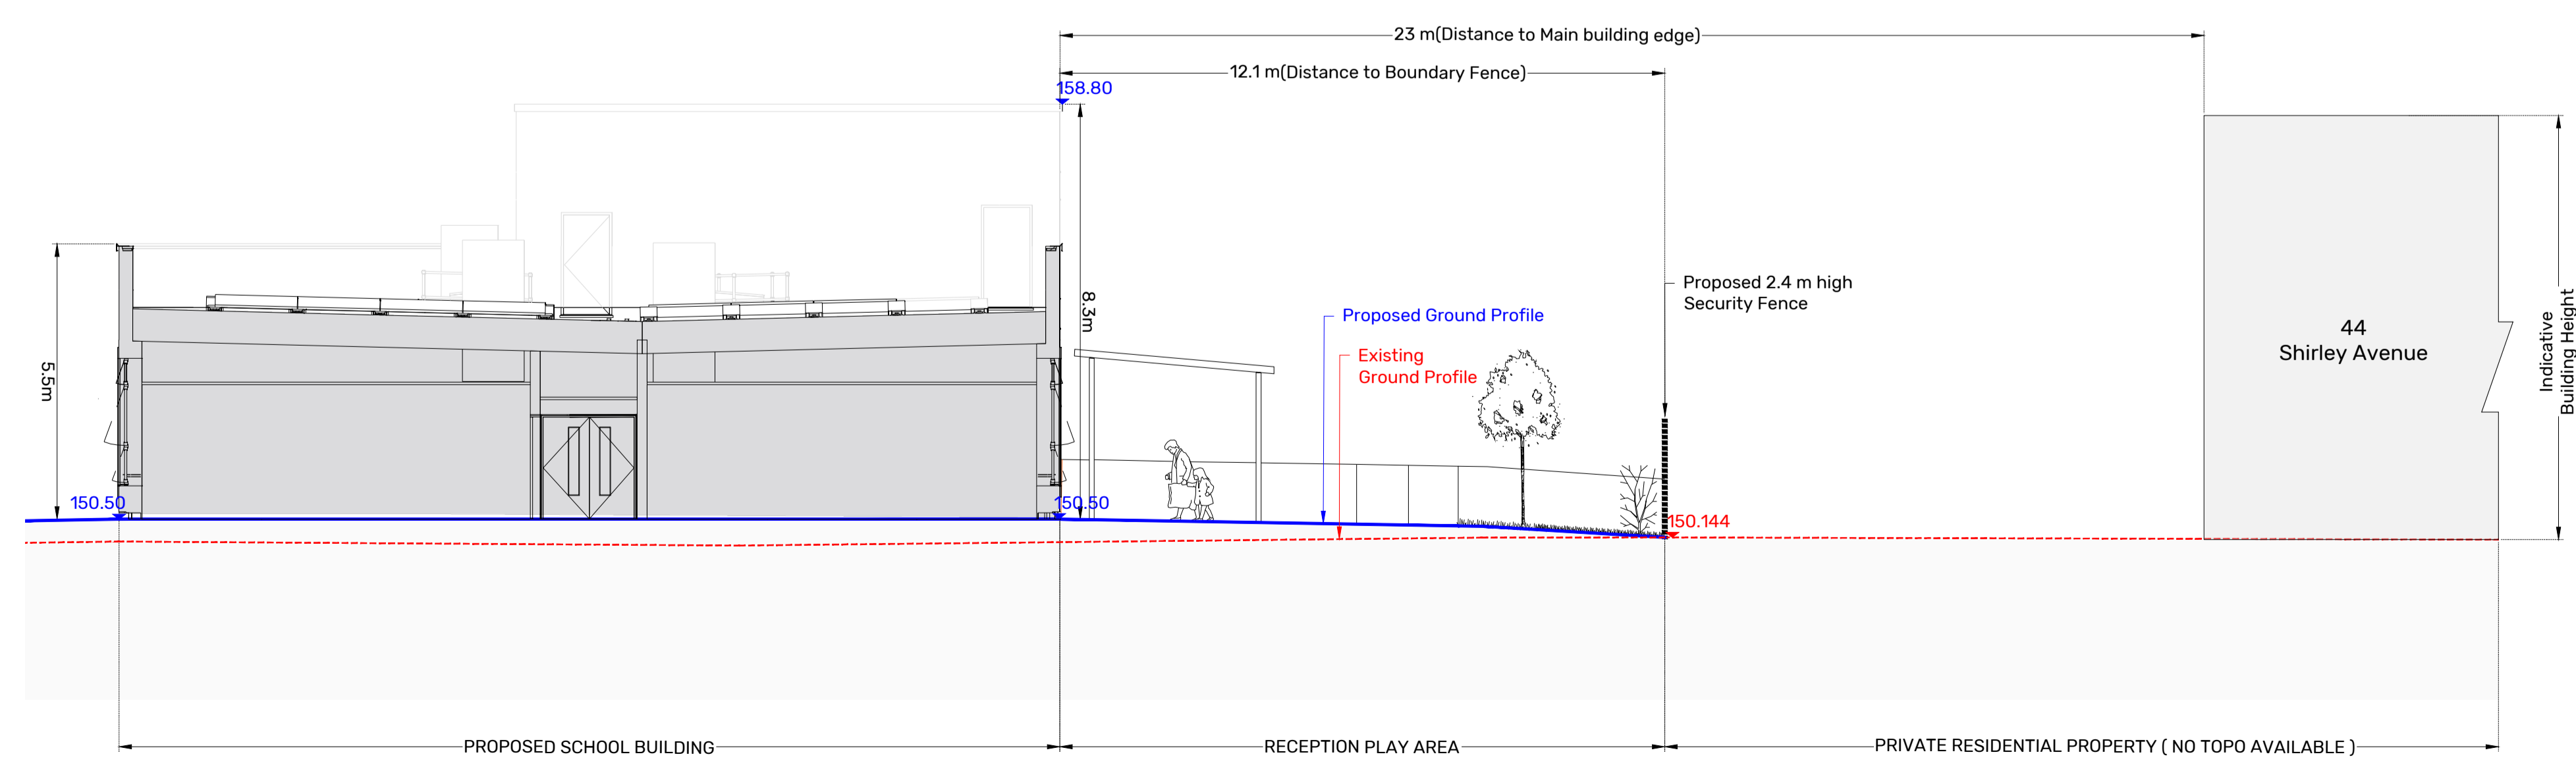 23 m(Distance to Main building edge)
12.1 m(Distance to Boundary Fence)
158.80
Proposed 2.4 m high
Security Fence
8.3m
Proposed Ground Profile
Existing
Ground Profile
44
Shirley Avenue
Indicative
Building Height
5.5m
150.50
150.50
150.144
PROPOSED SCHOOL BUILDING
RECEPTION PLAY AREA
PRIVATE RESIDENTIAL PROPERTY ( NO TOPO AVAILABLE )